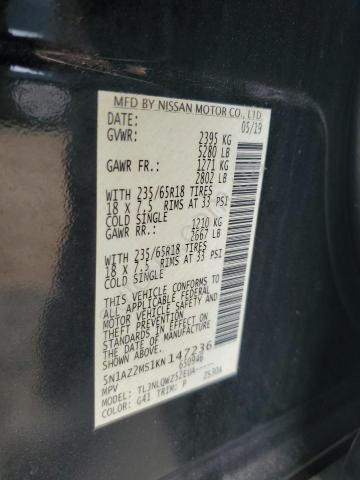 MFD BY NISSAN MOTOR CO., LTD.
DATE: 05/19
GVWR: 2395 KG
5280 LB
GAWR FR.: 1271 KG
2802 LB
WITH 235/65R18 TIRES
18 X 7.5 RIMS AT 33 PSI
COLD SINGLE
GAWR RR.: 1210 KG
2667 LB
WITH 235/65R18 TIRES
18 X 7.5 RIMS AT 33 PSI
COLD SINGLE
THIS VEHICLE CONFORMS TO
ALL APPLICABLE FEDERAL
MOTOR VEHICLE SAFETY
STANDARDS IN EFFECT ON
THE DATE OF MANUFACTURE
SHOWN ABOVE.
5N1AZ2MS1KN147236
MPV 650946
MODEL:
COLOR: G41 TRIM: P 2530A